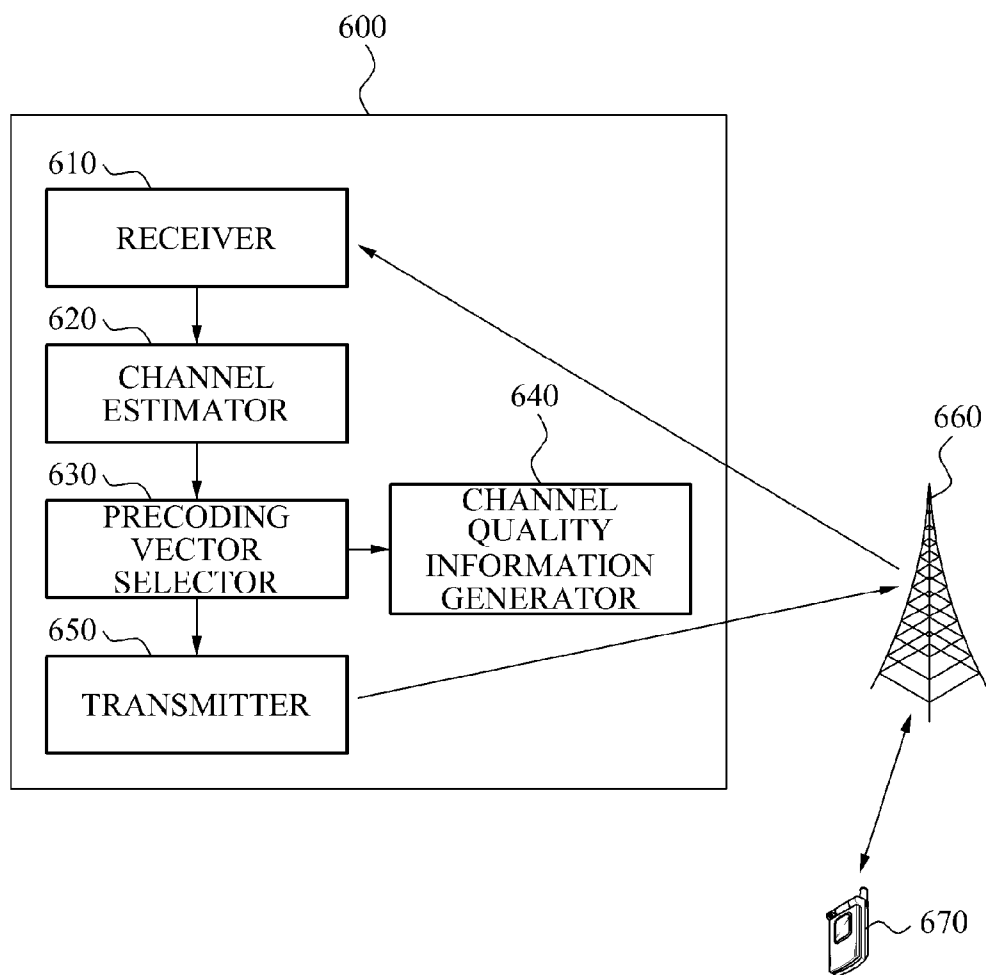 600
610
RECEIVER
620
CHANNEL
ESTIMATOR
640
660
630
PRECODING
VECTOR
SELECTOR
CHANNEL
QUALITY
INFORMATION
GENERATOR
650
TRANSMITTER
670